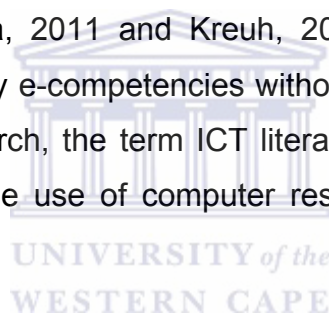 a, 2011 and Kreuh, 20
y e-competencies witho
rch, the term ICT litera
e use of computer res
UNIVERSITY of the
WESTERN CAPE